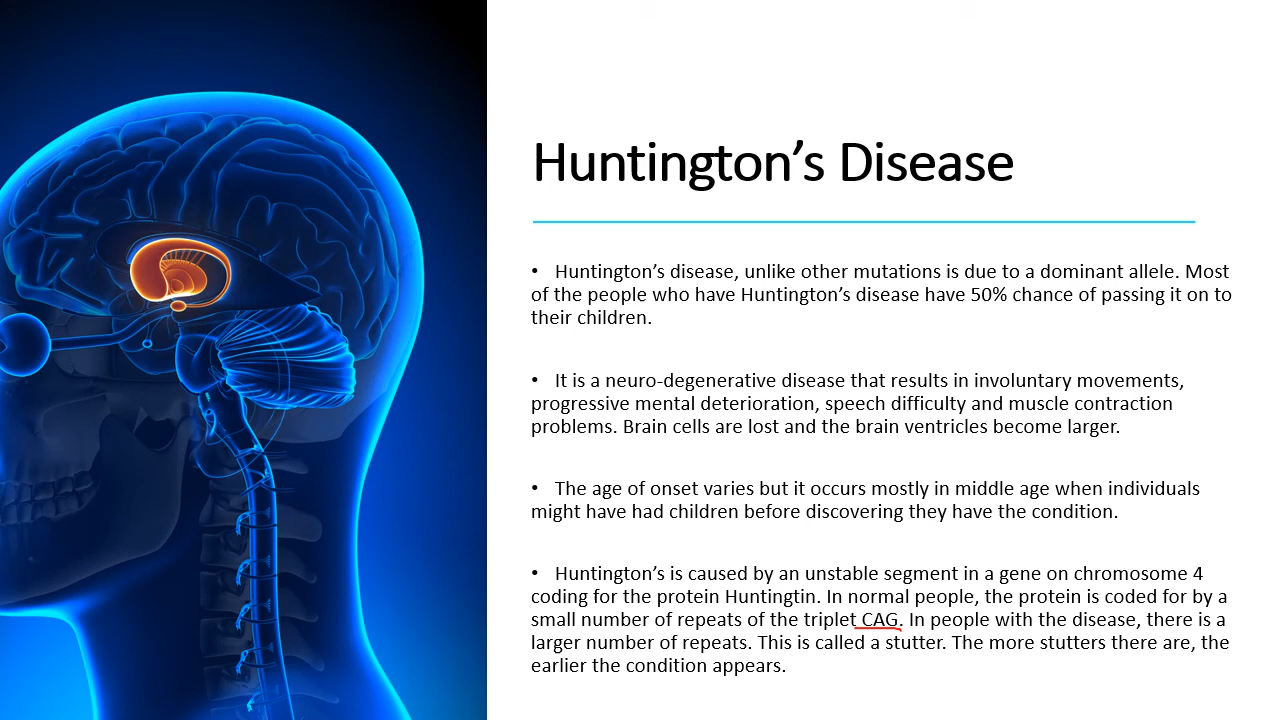 Huntington’s Disease
• Huntington’s disease, unlike other mutations is due to a dominant allele. Most
of the people who have Huntington’s disease have 50% chance of passing it on to
their children.
• It is a neuro-degenerative disease that results in involuntary movements,
progressive mental deterioration, speech difficulty and muscle contraction
problems. Brain cells are lost and the brain ventricles become larger.
• The age of onset varies but it occurs mostly in middle age when individuals
might have had children before discovering they have the condition.
• Huntington’s is caused by an unstable segment in a gene on chromosome 4
coding for the protein Huntingtin. In normal people, the protein is coded for by a
small number of repeats of the triplet CAG. In people with the disease, there is a
larger number of repeats. This is called a stutter. The more stutters there are, the
earlier the condition appears.